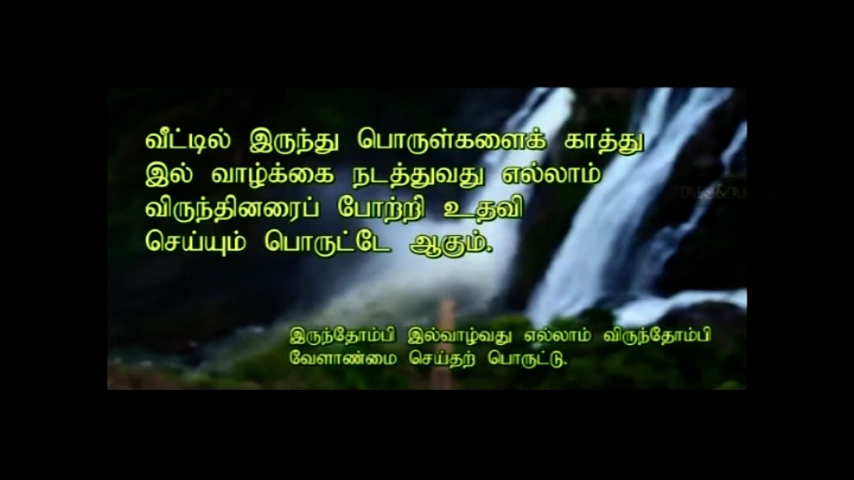 வீட்டில் இருந்து பொருள்களைக் காத்து
இல் வாழ்க்கை நடத்துவது எல்லாம்
விருந்தினரைப் போற்றி உதவி
செய்யும் பொருட்டே ஆகும்.
இருந்தோம்பி இல்வாழ்வது எல்லாம் விருந்தோம்பி
வேளாண்மை செய்தற் பொருட்டு.